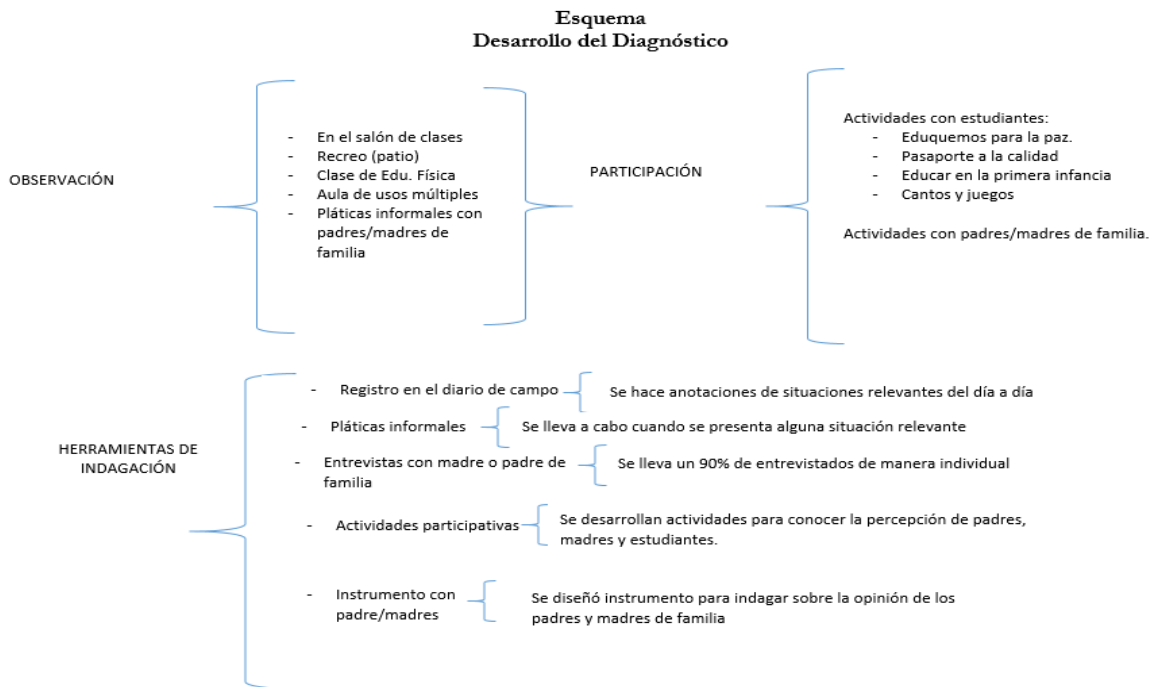 Esquema
Desarrollo del Diagnóstico
OBSERVACIÓN
- En el salón de clases
- Recreo (patio)
- Clase de Edu. Física
- Aula de usos múltiples
- Pláticas informales con
padres/madres de
familia
PARTICIPACIÓN
Actividades con estudiantes:
- Eduquemos para la paz.
- Pasaporte a la calidad
- Educar en la primera infancia
- Cantos y juegos
Actividades con padres/madres de familia.
HERRAMIENTAS DE
INDAGACIÓN
- Registro en el diario de campo
Se hace anotaciones de situaciones relevantes del día a día
- Pláticas informales
Se lleva a cabo cuando se presenta alguna situación relevante
- Entrevistas con madre o padre de
familia
Se lleva un 90% de entrevistados de manera individual
- Actividades participativas
Se desarrollan actividades para conocer la percepción de padres,
madres y estudiantes.
- Instrumento con
padre/madres
Se diseñó instrumento para indagar sobre la opinión de los
padres y madres de familia